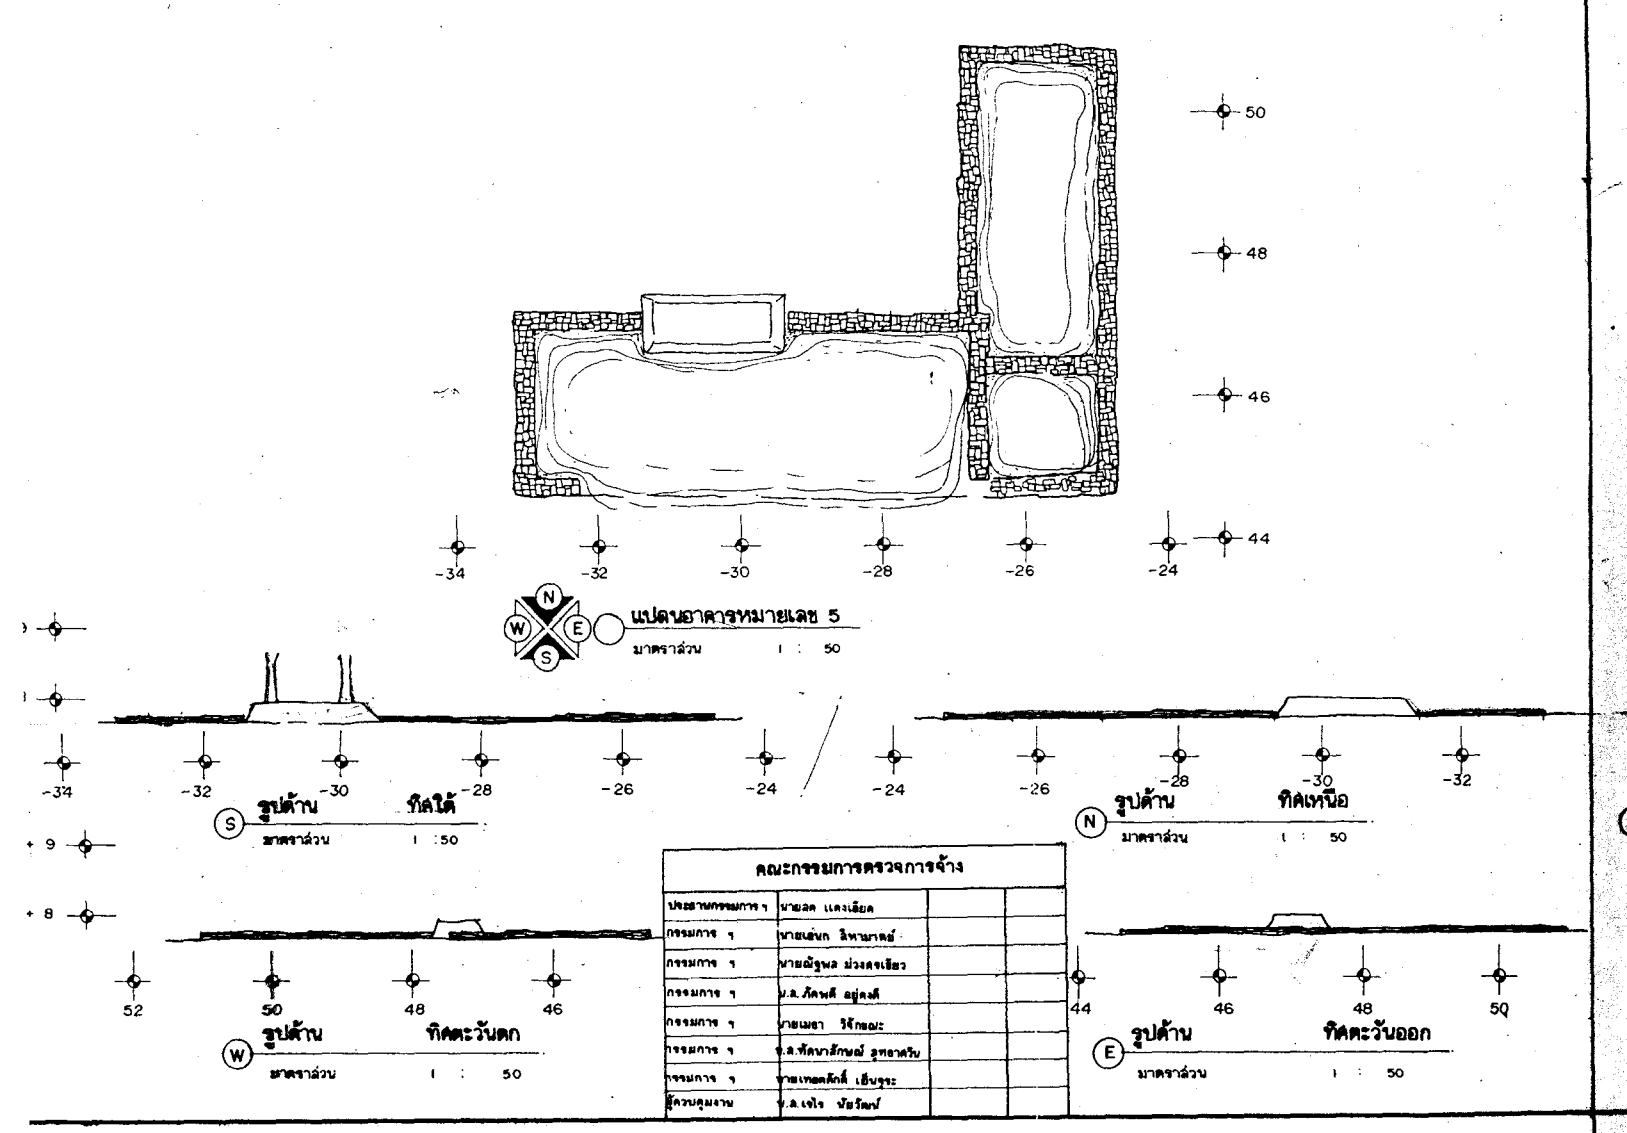 50
48
46
44
-34 -32 -30 -28 -26 -24
N
W E
S
แปลนอาคารหมายเลข 5
มาตราส่วน 1 : 50
-34 -32 -30 -28 -26 -24
-24 -26 -28 -30 -32
S รูปด้าน ทิศใต้
มาตราส่วน 1 : 50
N รูปด้าน ทิศเหนือ
มาตราส่วน 1 : 50
+ 9
+ 8
คณะกรรมการตรวจการจ้าง
ประธานกรรมการ ฯ
กรรมการ ฯ
กรรมการ ฯ
กรรมการ ฯ
กรรมการ ฯ
กรรมการ ฯ
กรรมการ ฯ
ผู้ควบคุมงาน
52 50 48 46
W รูปด้าน ทิศตะวันตก
มาตราส่วน 1 : 50
44 46 48 50
E รูปด้าน ทิศตะวันออก
มาตราส่วน 1 : 50